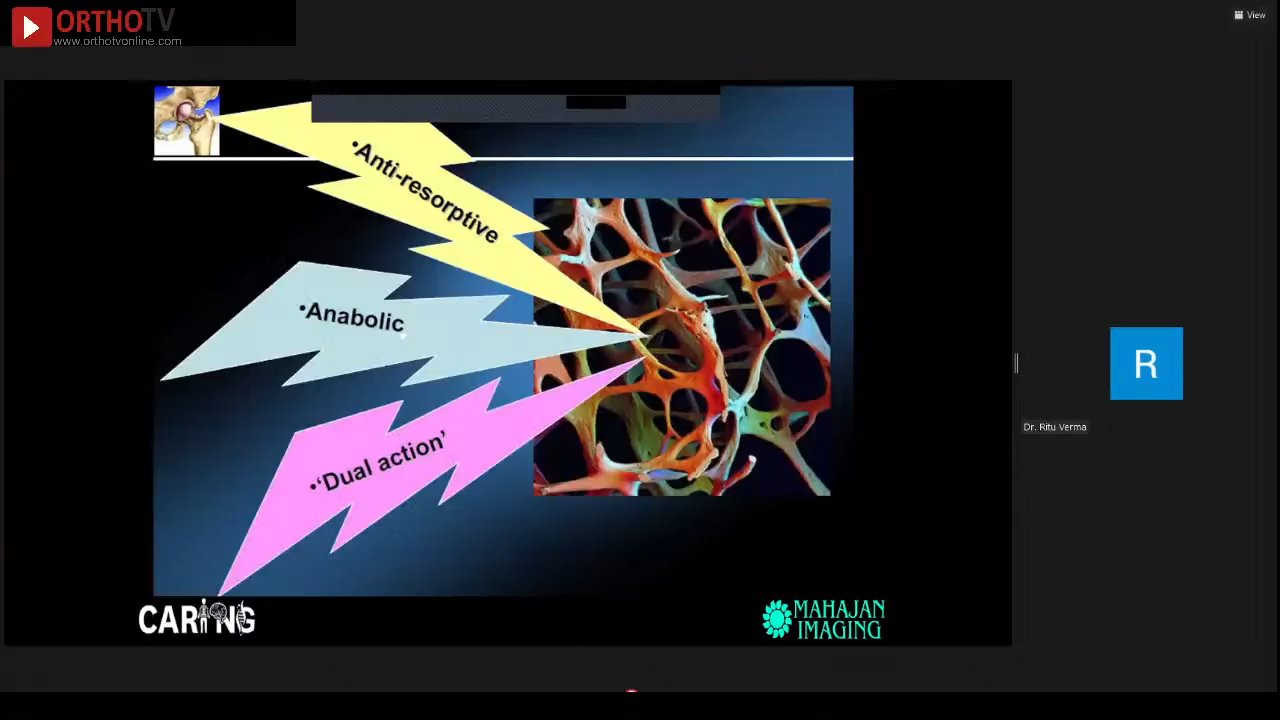 ORTHOTV
www.orthotvonline.com
View
•Anti-resorptive
•Anabolic
•‘Dual action’
R
Dr. Ritu Verma
CARING
MAHAJAN
IMAGING